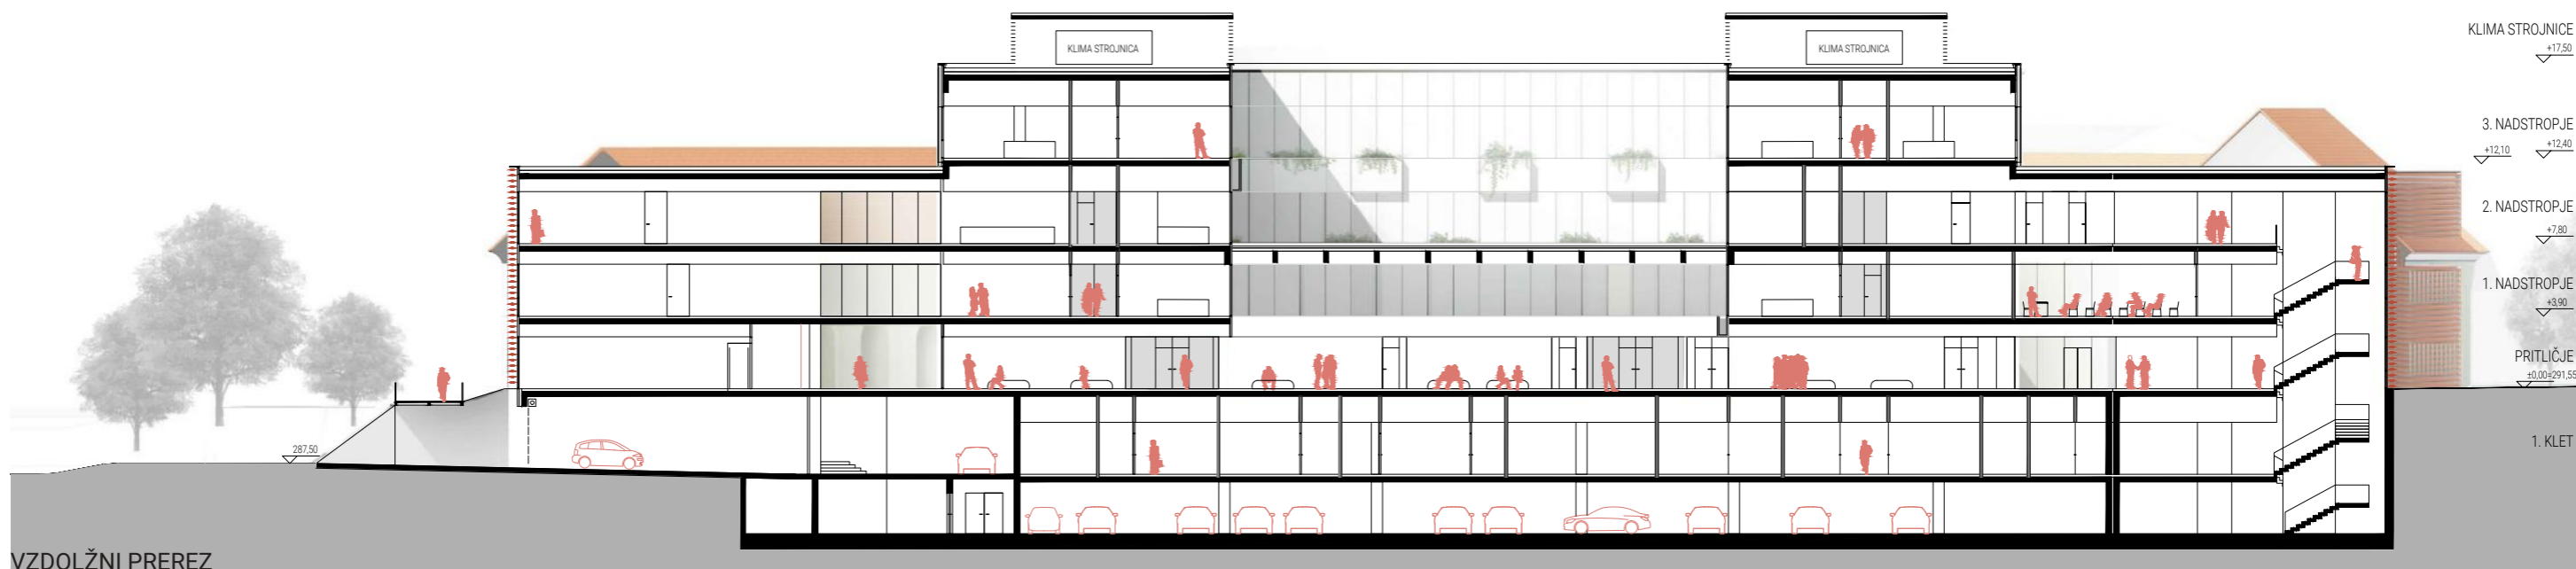 KLIMA STROJNICA
KLIMA STROJNICA
KLIMA STROJNICE
+17,50
3. NADSTROPJE
+12,10
+12,40
2. NADSTROPJE
+7,80
1. NADSTROPJE
+3,90
PRITLIČJE
±0,00=291,55
287,50
1. KLET
VZDOLŽNI PREREZ